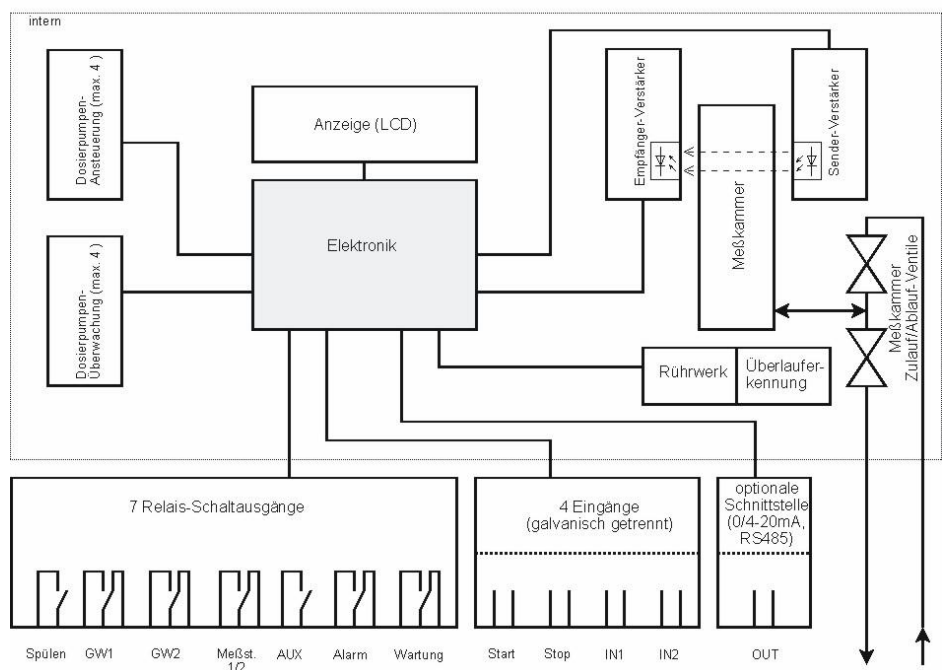 intern
Dosierpumpen-
Ansteuerung (max. 4)
Anzeige (LCD)
Empfänger-Verstärker
Sender-Verstärker
Meßkammer
Elektronik
Dosierpumpen-
Überwachung (max. 4)
Meßkammer
Zulauf/Ablauf-Ventile
Rührwerk
Überlaufer-
kennung
7 Relais-Schaltausgänge
4 Eingänge
(galvanisch getrennt)
optionale
Schnittstelle
(0/4-20mA,
RS485)
Spülen
GW1
GW2
Meßst.
1/2
AUX
Alarm
Wartung
Start
Stop
IN1
IN2
OUT